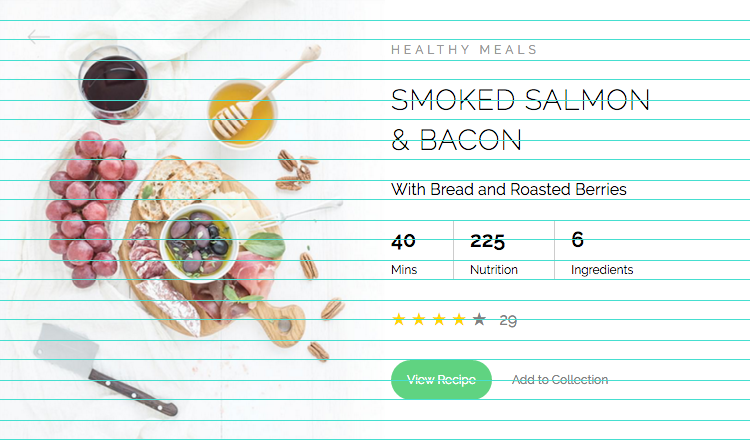 HEALTHY MEALS
SMOKED SALMON
& BACON
With Bread and Roasted Berries
40 225 6
Mins Nutrition Ingredients
★★★★★ 29
View Recipe Add to Collection